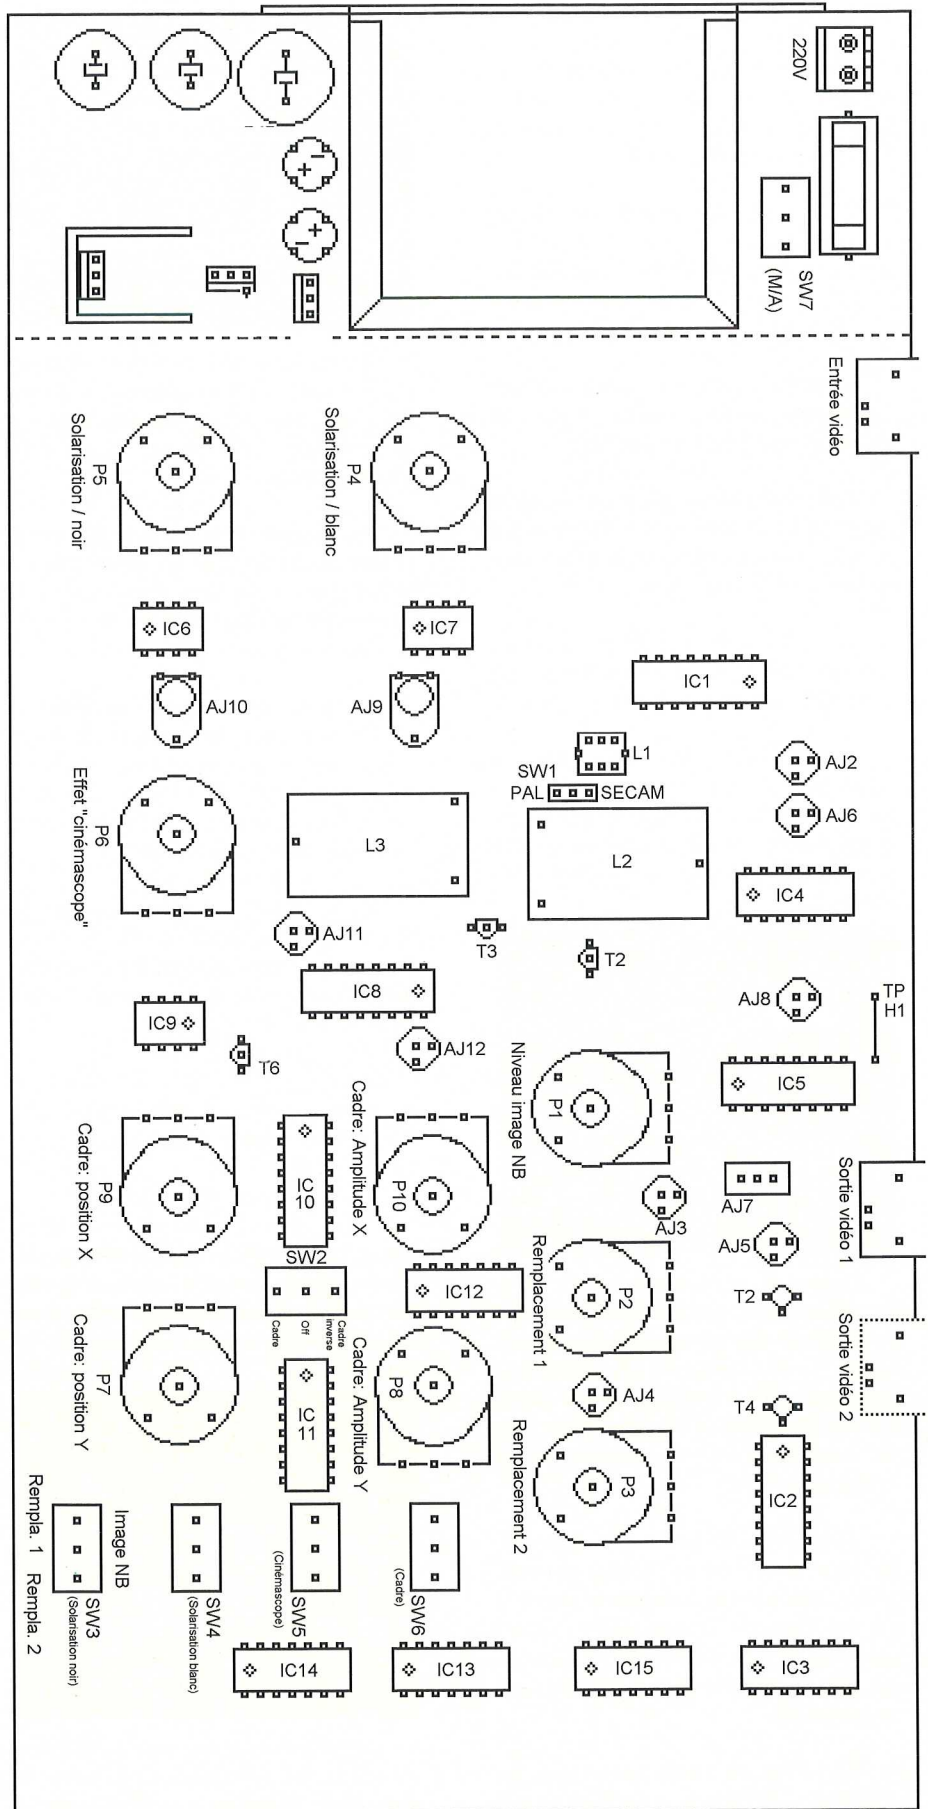 220V
SW7
(M/A)
Entrée vidéo
P5
Solarisation / noir
P4
Solarisation / blanc
IC6
IC7
IC1
AJ10
AJ9
L1
AJ2
SW1
PAL
SECAM
AJ6
P6
Effet "cinémascope"
L3
L2
IC4
AJ11
T3
T2
IC8
AJ8
TP
H1
IC9
T6
AJ12
IC5
Niveau image NB
P1
Cadre: Amplitude X
P10
P9
Cadre: position X
IC
10
AJ3
AJ7
Sortie vidéo 1
AJ5
SW2
Cadre
Off
Cadre
inverse
IC12
Remplacement 1
P2
T2
Sortie vidéo 2
P7
Cadre: position Y
IC
11
P8
Cadre: Amplitude Y
AJ4
T4
Remplacement 2
P3
IC2
Rempla. 1
Rempla. 2
Image NB
SW3
(Solarisation noir)
SW4
(Solarisation blanc)
SW5
(Cinémascope)
SW6
(Cadre)
IC14
IC13
IC15
IC3